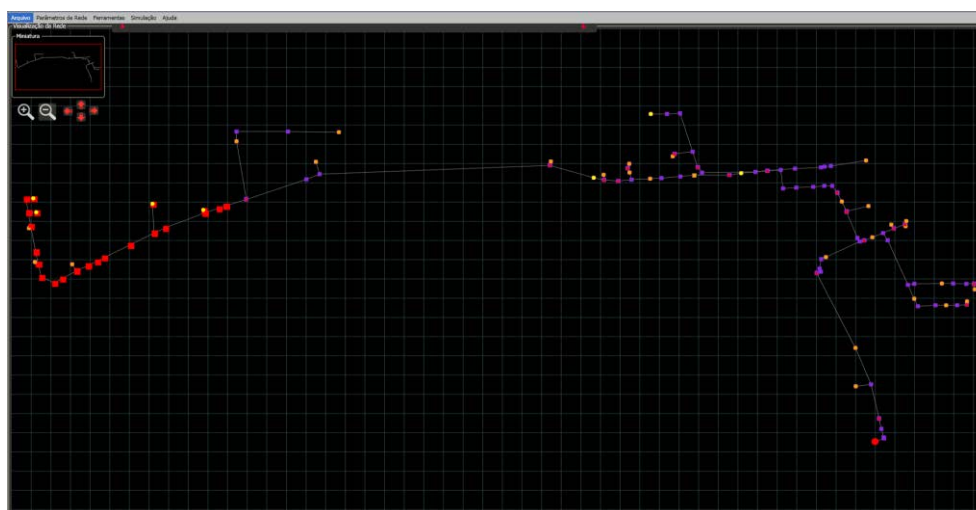 Arquivo Parâmetros da Rede Ferramentas Simulação Ajuda
Visualização da Rede
Miniatura